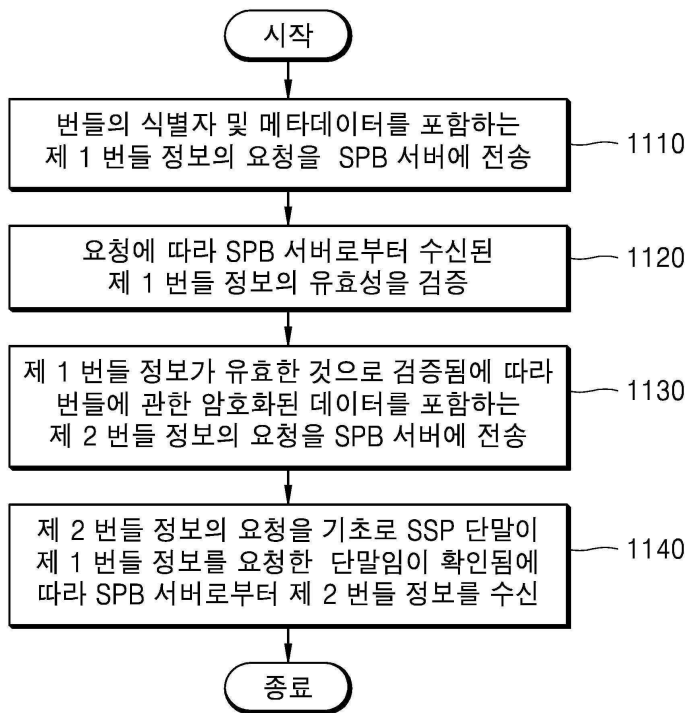 시작
번들의 식별자 및 메타데이터를 포함하는
제 1 번들 정보의 요청을 SPB 서버에 전송
1110
요청에 따라 SPB 서버로부터 수신된
제 1 번들 정보의 유효성을 검증
1120
제 1 번들 정보가 유효한 것으로 검증됨에 따라
번들에 관한 암호화된 데이터를 포함하는
제 2 번들 정보의 요청을 SPB 서버에 전송
1130
제 2 번들 정보의 요청을 기초로 SSP 단말이
제 1 번들 정보를 요청한 단말임이 확인됨에
따라 SPB 서버로부터 제 2 번들 정보를 수신
1140
종료